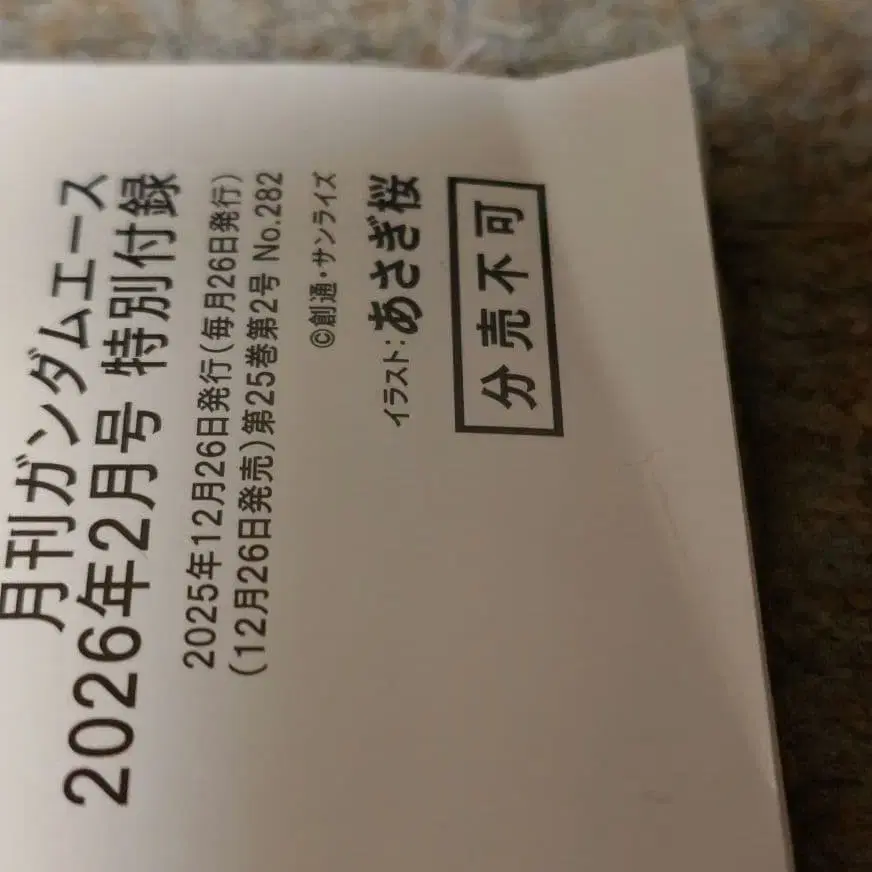 月刊ガンダムエース
2026年2月号 特別付録
2025年12月26日発行(毎月26日発行)
(12月26日発売)第25巻第2号 No.282
©創通・サンライズ
イラスト:あさぎ桜
分売不可